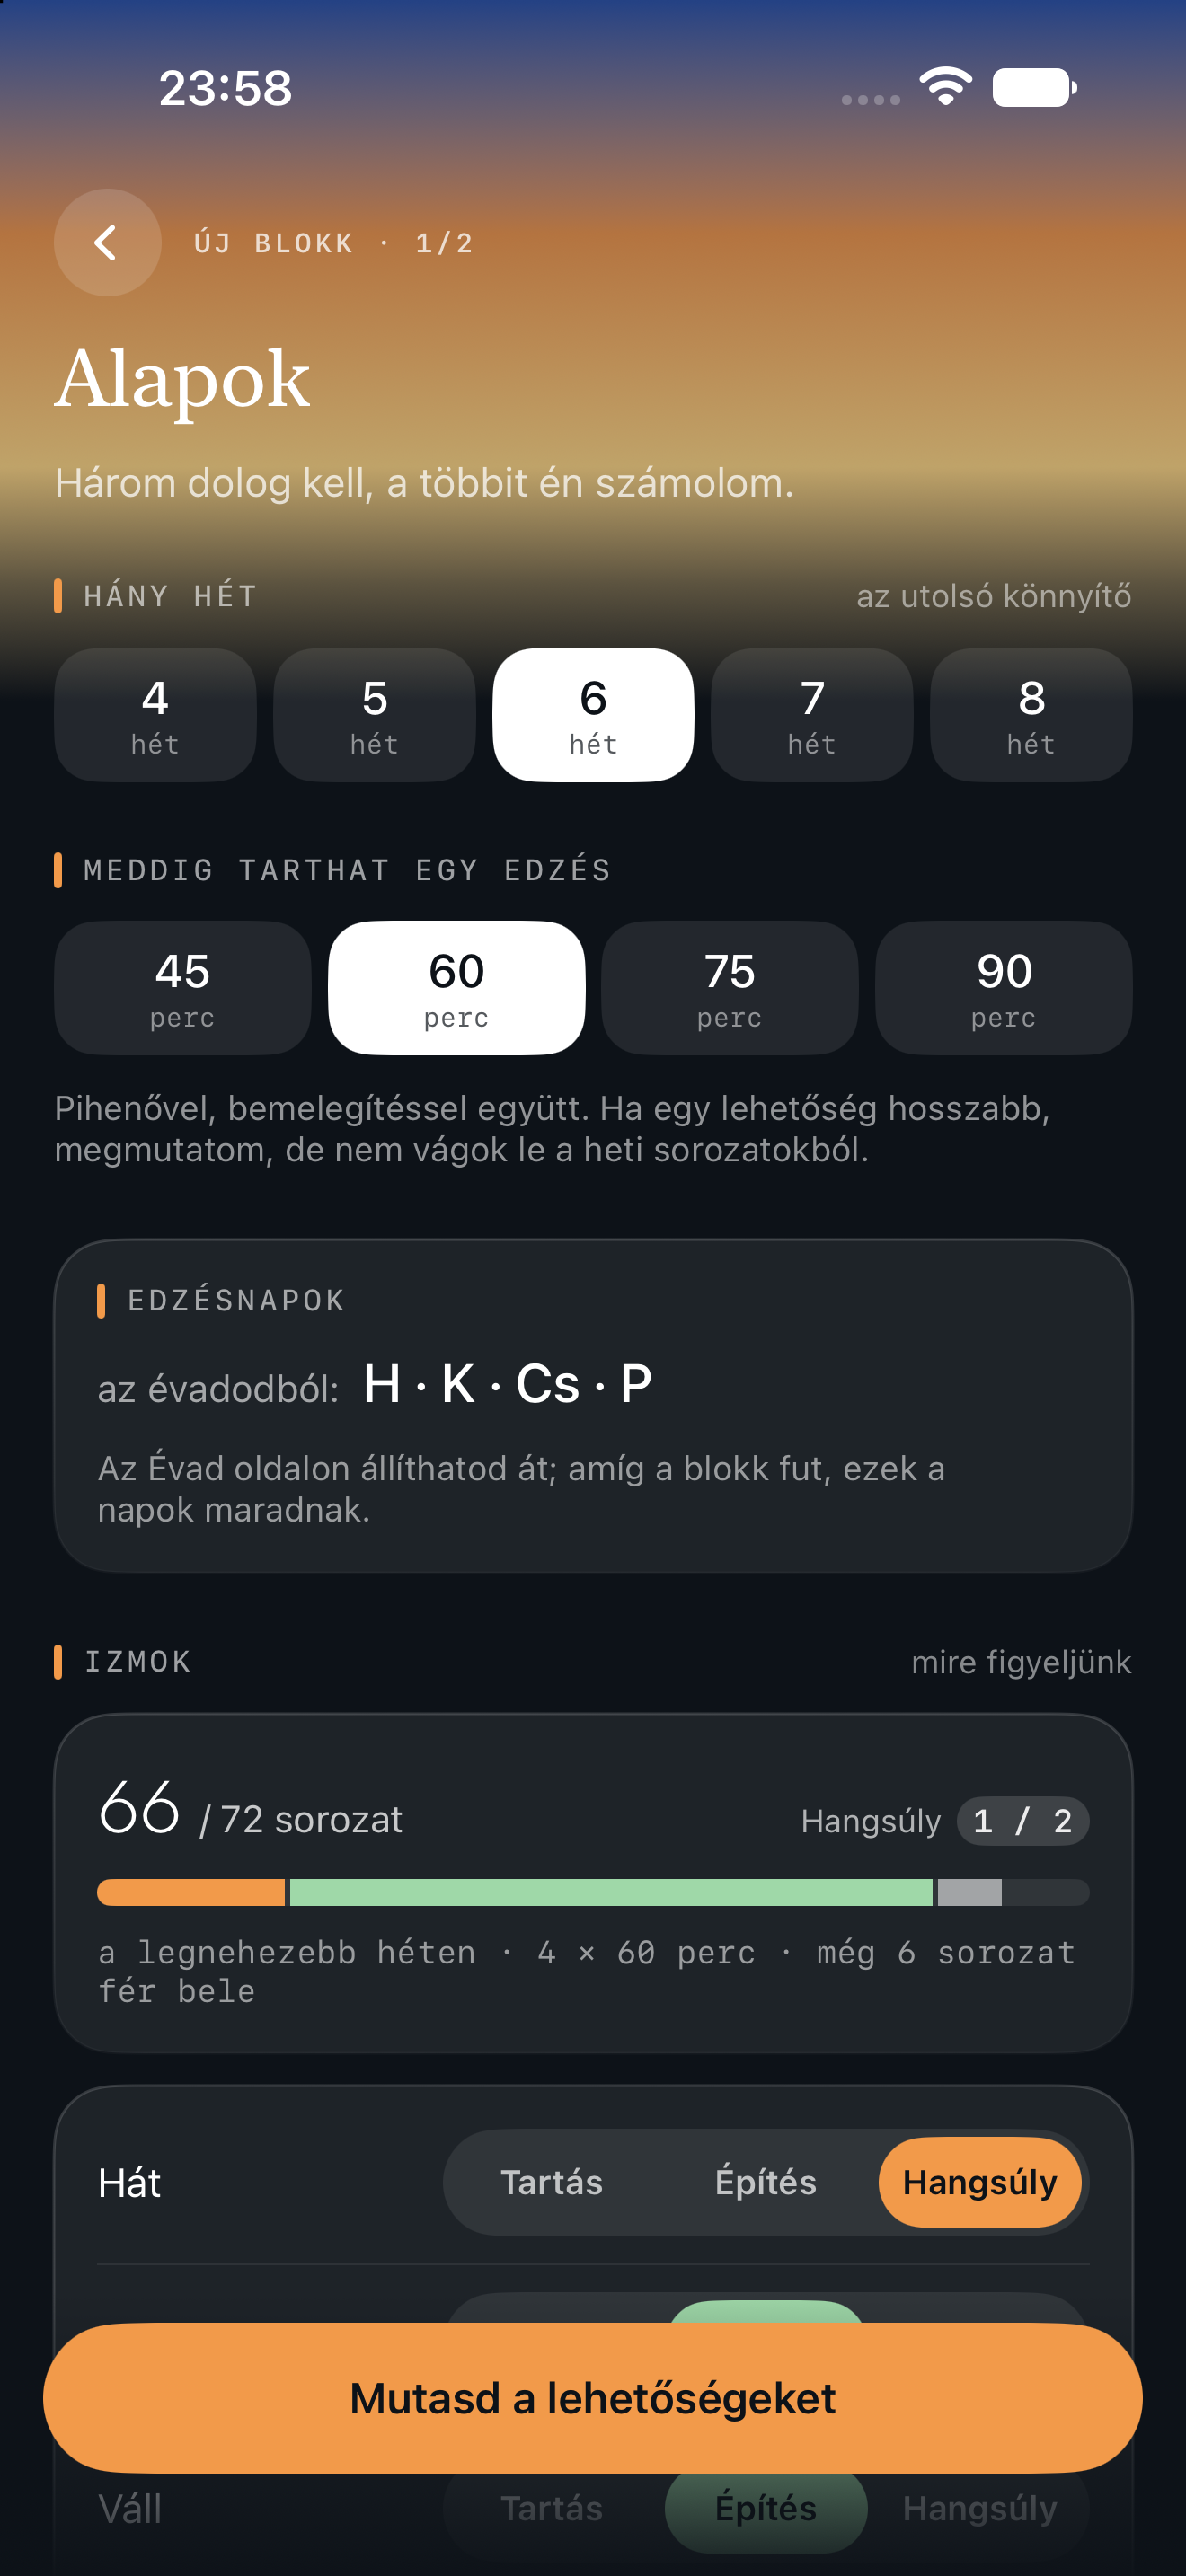 23:58
ÚJ BLOKK · 1/2
Alapok
Három dolog kell, a többit én számolom.
HÁNY HÉT
az utolsó könnyítő
4
hét
5
hét
6
hét
7
hét
8
hét
MEDDIG TARTHAT EGY EDZÉS
45
perc
60
perc
75
perc
90
perc
Pihenővel, bemelegítéssel együtt. Ha egy lehetőség hosszabb,
megmutatom, de nem vágok le a heti sorozatokból.
EDZÉSNAPOK
az évadodból: H · K · Cs · P
Az Évad oldalon állíthatod át; amíg a blokk fut, ezek a
napok maradnak.
IZMOK
mire figyeljünk
66 / 72 sorozat
Hangsúly 1 / 2
a legnehezebb héten · 4 × 60 perc · még 6 sorozat
fér bele
Hát
Tartás
Építés
Hangsúly
Mutasd a lehetőségeket
Váll
Tartás
Építés
Hangsúly